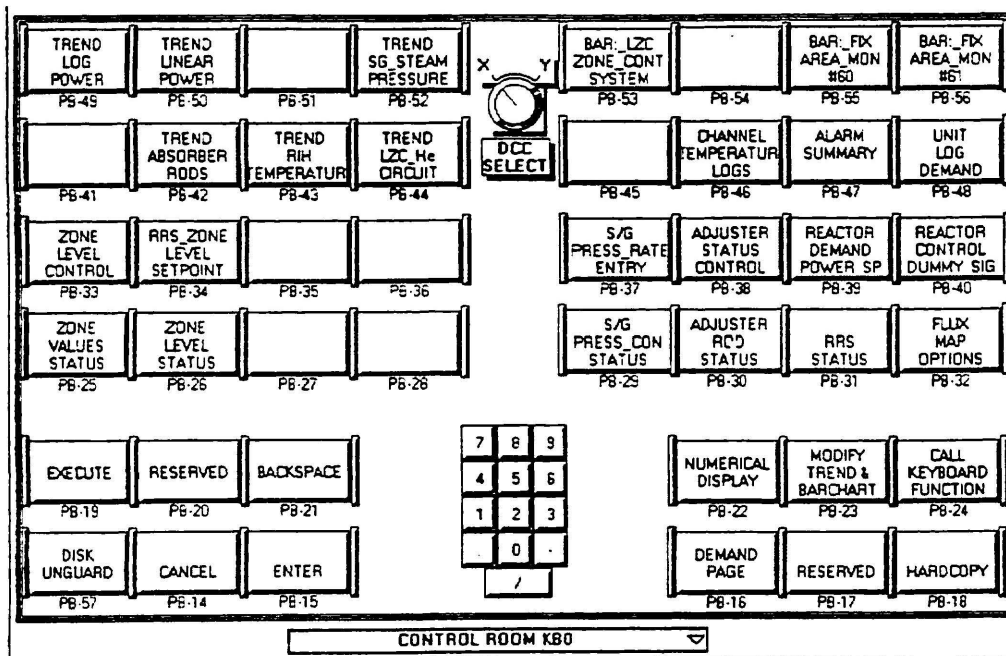 TREND LOG POWER
PB-49
TREND LINEAR POWER
PB-50
PB-51
TREND SG_STEAM PRESSURE
PB-52
X Y
DCC SELECT
BAR:_LZC ZONE_CONT SYSTEM
PB-53
PB-54
BAR:_FIX AREA_MON #60
PB-55
BAR:_FIX AREA_MON #61
PB-56
PB-41
TREND ABSORBER RODS
PB-42
TREND RIH TEMPERATUR
PB-43
TREND LZC_He CIRCUIT
PB-44
PB-45
CHANNEL TEMPERATUR LOGS
PB-46
ALARM SUMMARY
PB-47
UNIT LOG DEMAND
PB-48
ZONE LEVEL CONTROL
PB-33
RRS_ZONE LEVEL SETPOINT
PB-34
PB-35
PB-36
S/G PRESS_RATE ENTRY
PB-37
ADJUSTER STATUS CONTROL
PB-38
REACTOR DEMAND POWER SP
PB-39
REACTOR CONTROL DUMMY SIG
PB-40
ZONE VALUES STATUS
PB-25
ZONE LEVEL STATUS
PB-26
PB-27
PB-28
S/G PRESS_CON STATUS
PB-29
ADJUSTER ROD STATUS
PB-30
RRS STATUS
PB-31
FLUX MAP OPTIONS
PB-32
EXECUTE
PB-19
RESERVED
PB-20
BACKSPACE
PB-21
7 8 9
4 5 6
1 2 3
. 0 -
/
NUMERICAL DISPLAY
PB-22
MODIFY TREND & BARCHART
PB-23
CALL KEYBOARD FUNCTION
PB-24
DISK UNGUARD
PB-57
CANCEL
PB-14
ENTER
PB-15
DEMAND PAGE
PB-16
RESERVED
PB-17
HARDCOPY
PB-18
CONTROL ROOM KB0